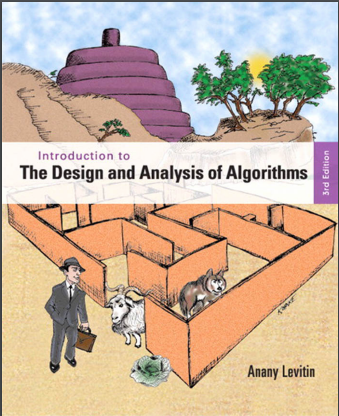 Introduction to
The Design and Analysis of Algorithms
3rd Edition
Anany Levitin